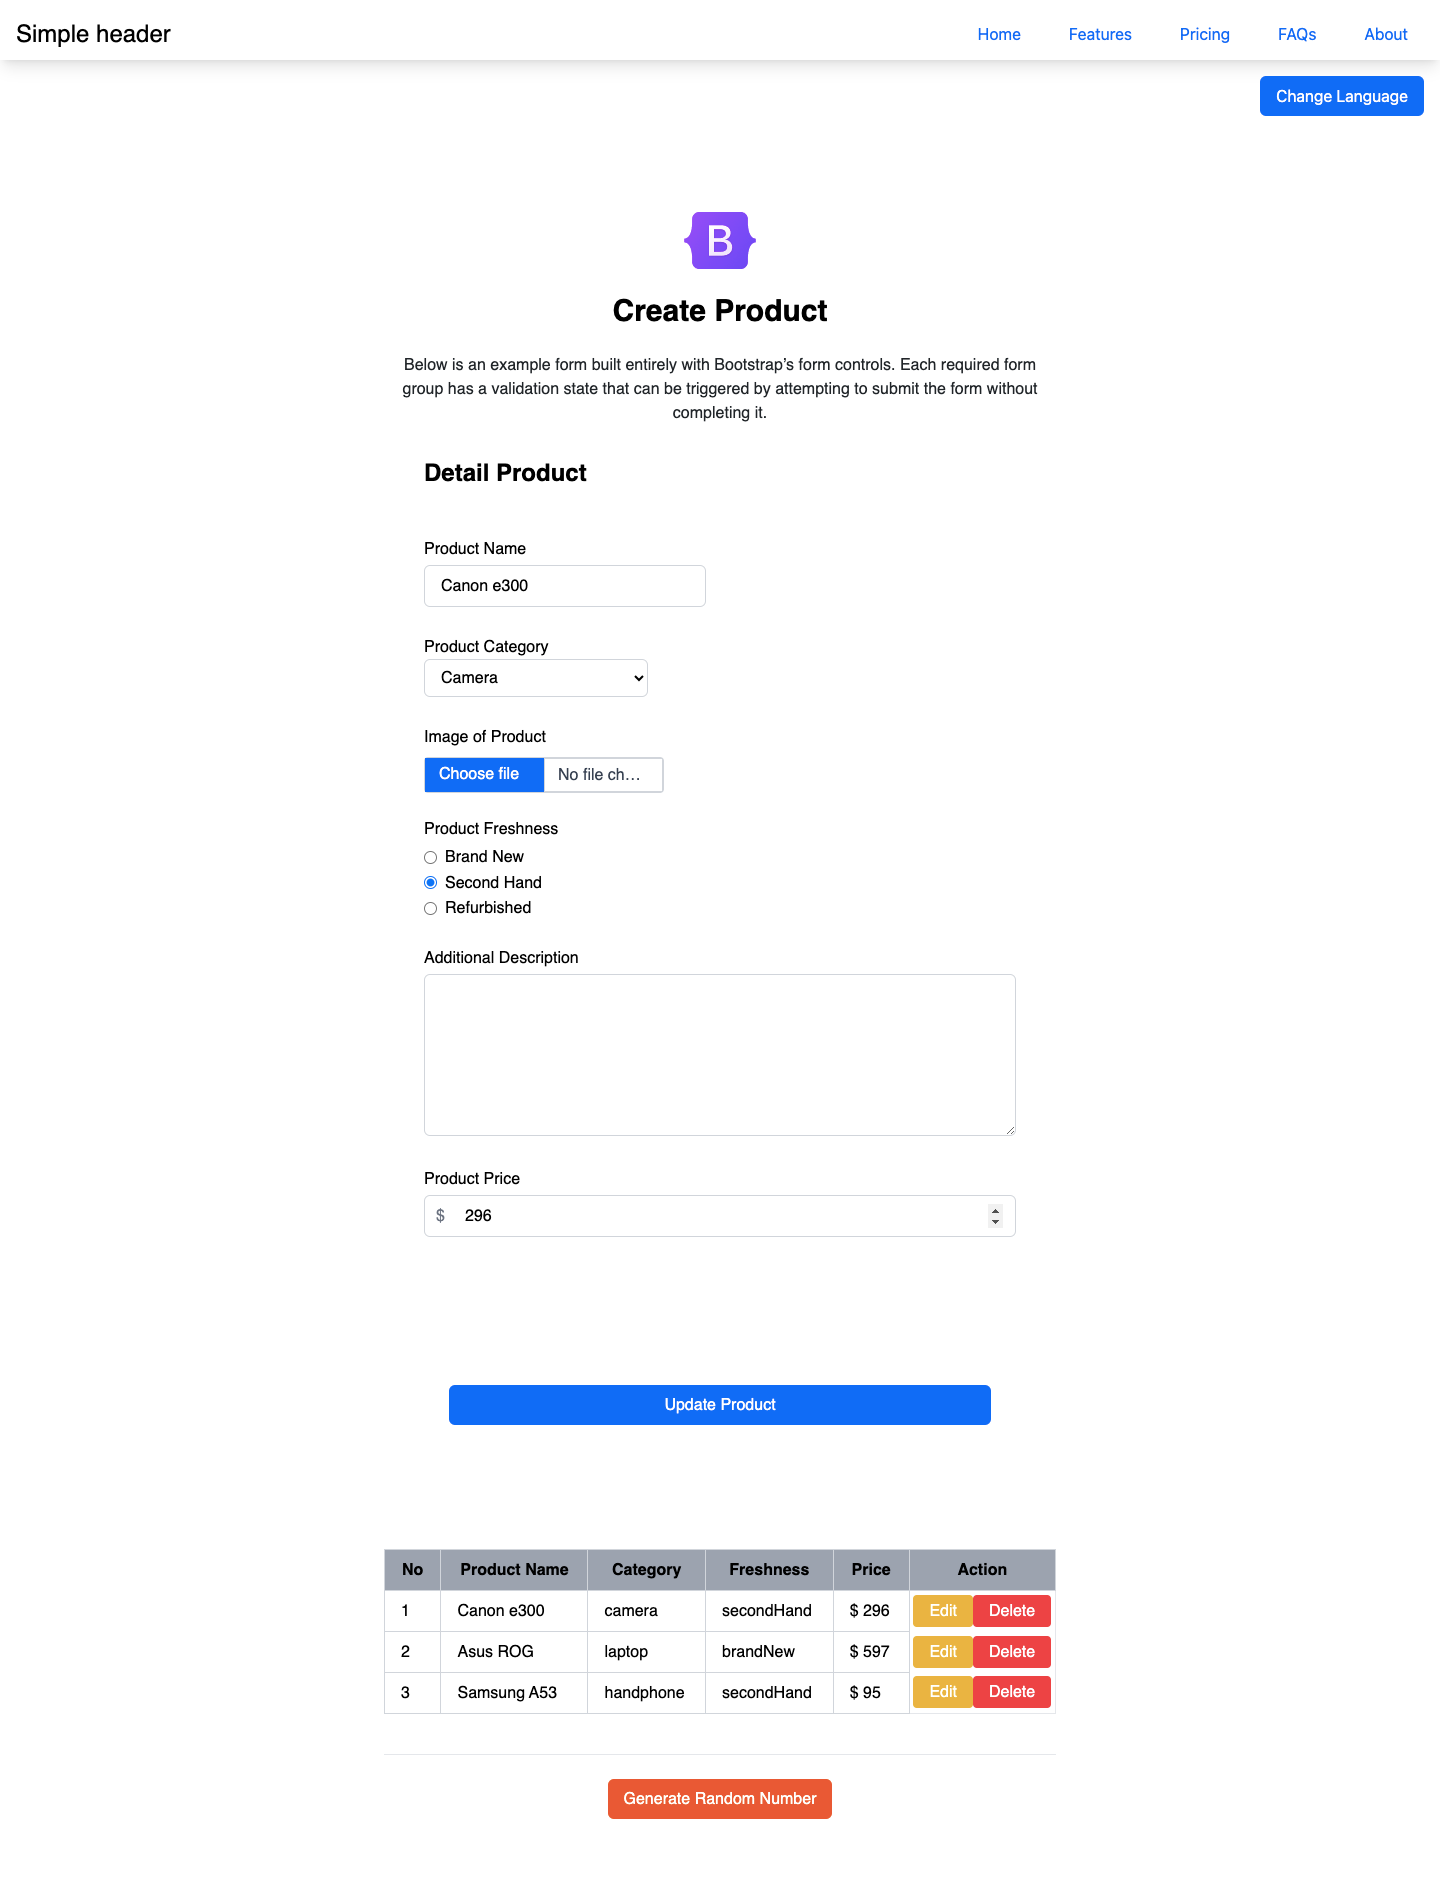 Simple header
Home Features Pricing FAQs About
Change Language
B
Create Product
Below is an example form built entirely with Bootstrap’s form controls. Each required form
group has a validation state that can be triggered by attempting to submit the form without
completing it.
Detail Product
Product Name
Canon e300
Product Category
Camera
Image of Product
Choose file No file ch...
Product Freshness
Brand New
Second Hand
Refurbished
Additional Description
Product Price
$ 296
Update Product
No Product Name Category Freshness Price Action
1 Canon e300 camera secondHand $ 296 Edit Delete
2 Asus ROG laptop brandNew $ 597 Edit Delete
3 Samsung A53 handphone secondHand $ 95 Edit Delete
Generate Random Number